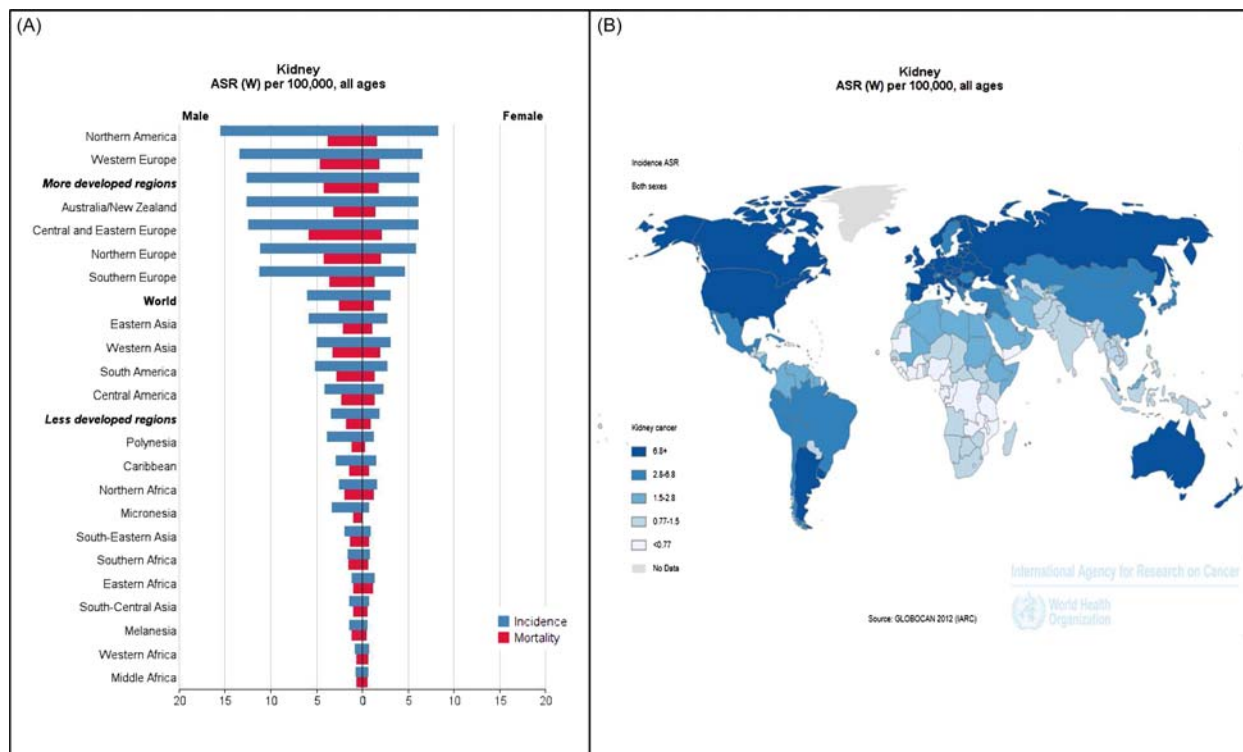 (A)
Kidney
ASR (W) per 100,000, all ages
Male Female
Northern America
Western Europe
More developed regions
Australia/New Zealand
Central and Eastern Europe
Northern Europe
Southern Europe
World
Eastern Asia
Western Asia
South America
Central America
Less developed regions
Polynesia
Caribbean
Northern Africa
Micronesia
South-Eastern Asia
Southern Africa
Eastern Africa
South-Central Asia
Melanesia
Western Africa
Middle Africa
Incidence
Mortality
20 15 10 5 0 5 10 15 20
(B)
Kidney
ASR (W) per 100,000, all ages
Incidence ASR
Both sexes
Kidney cancer
6.8+
2.8-6.8
1.5-2.8
0.77-1.5
<0.77
No Data
International Agency for Research on Cancer
World Health
Organization
Source: GLOBOCAN 2012 (IARC)